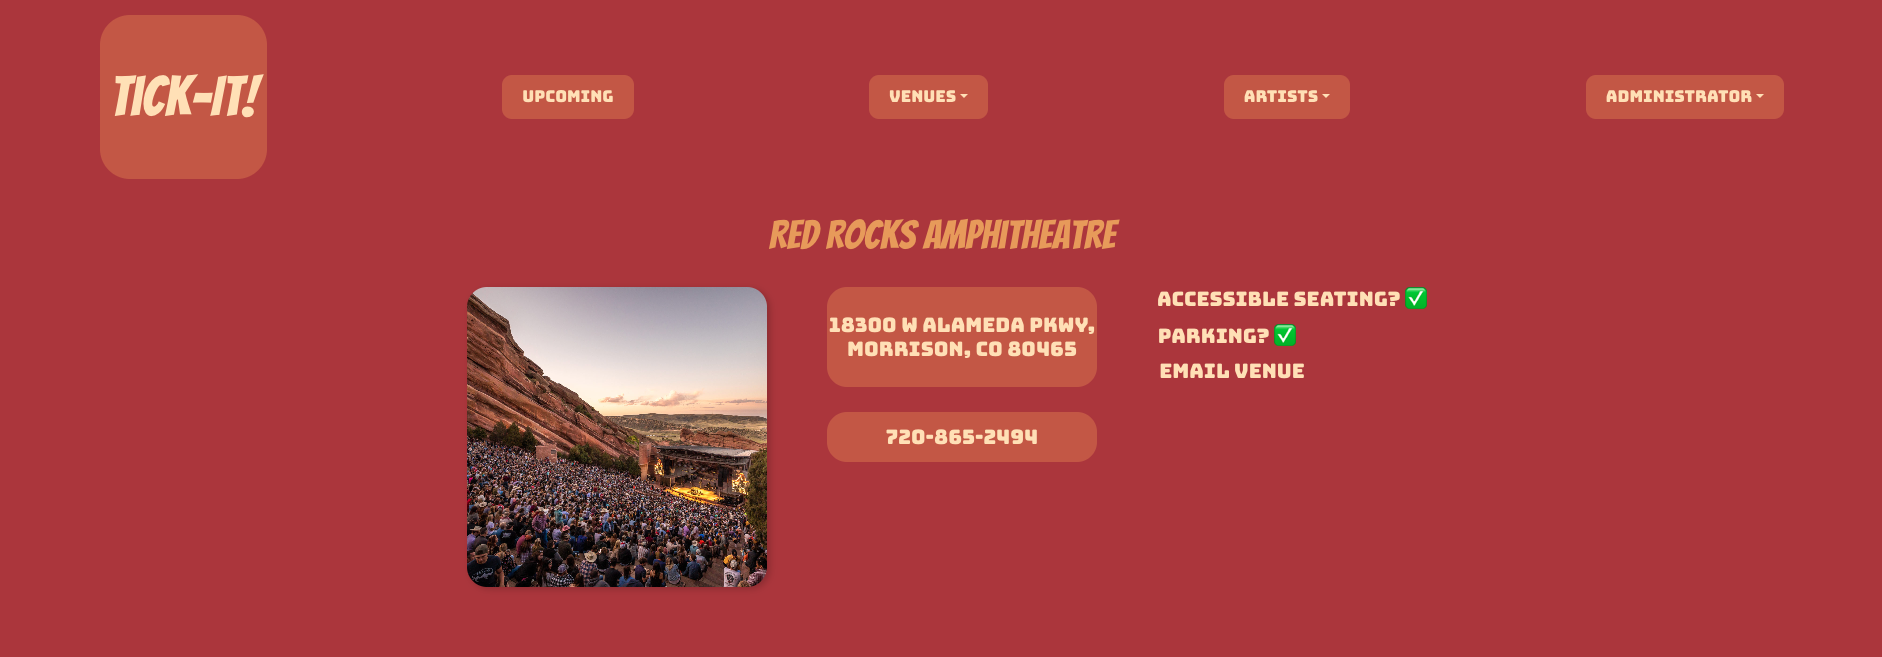 TICK-IT!
UPCOMING
VENUES
ARTISTS
ADMINISTRATOR
RED ROCKS AMPHITHEATRE
18300 W ALAMEDA PKWY,
MORRISON, CO 80465
720-865-2494
ACCESSIBLE SEATING? ✅
PARKING? ✅
EMAIL VENUE